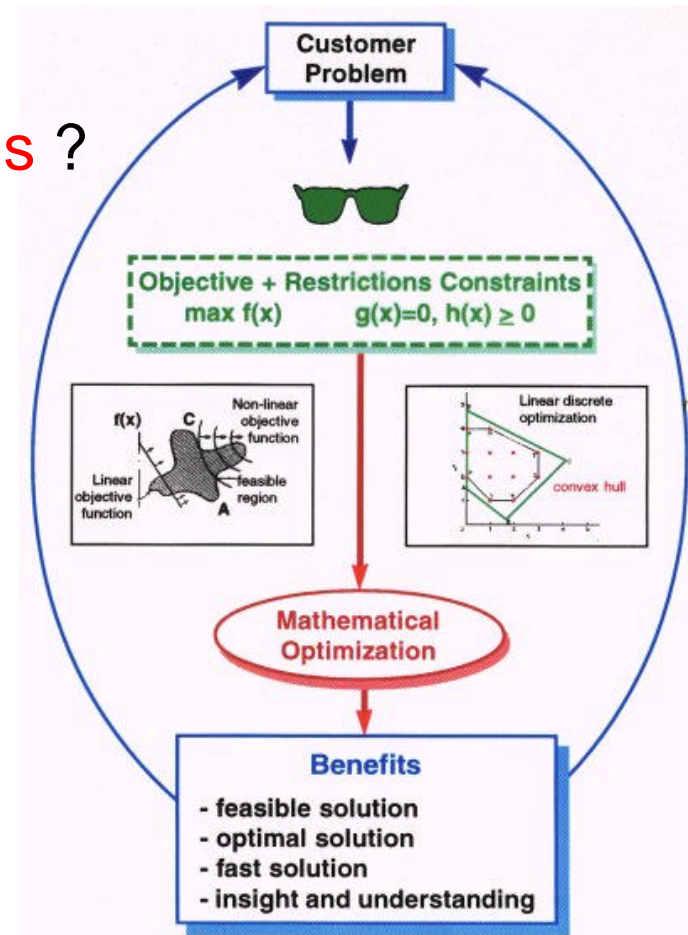 Customer
Problem
s ?
Objective + Restrictions Constraints
max f(x) g(x)=0, h(x) ≥ 0
f(x)
C
Non-linear
objective
function
Linear
objective
function
feasible
region
A
Linear discrete
optimization
convex hull
Mathematical
Optimization
Benefits
- feasible solution
- optimal solution
- fast solution
- insight and understanding